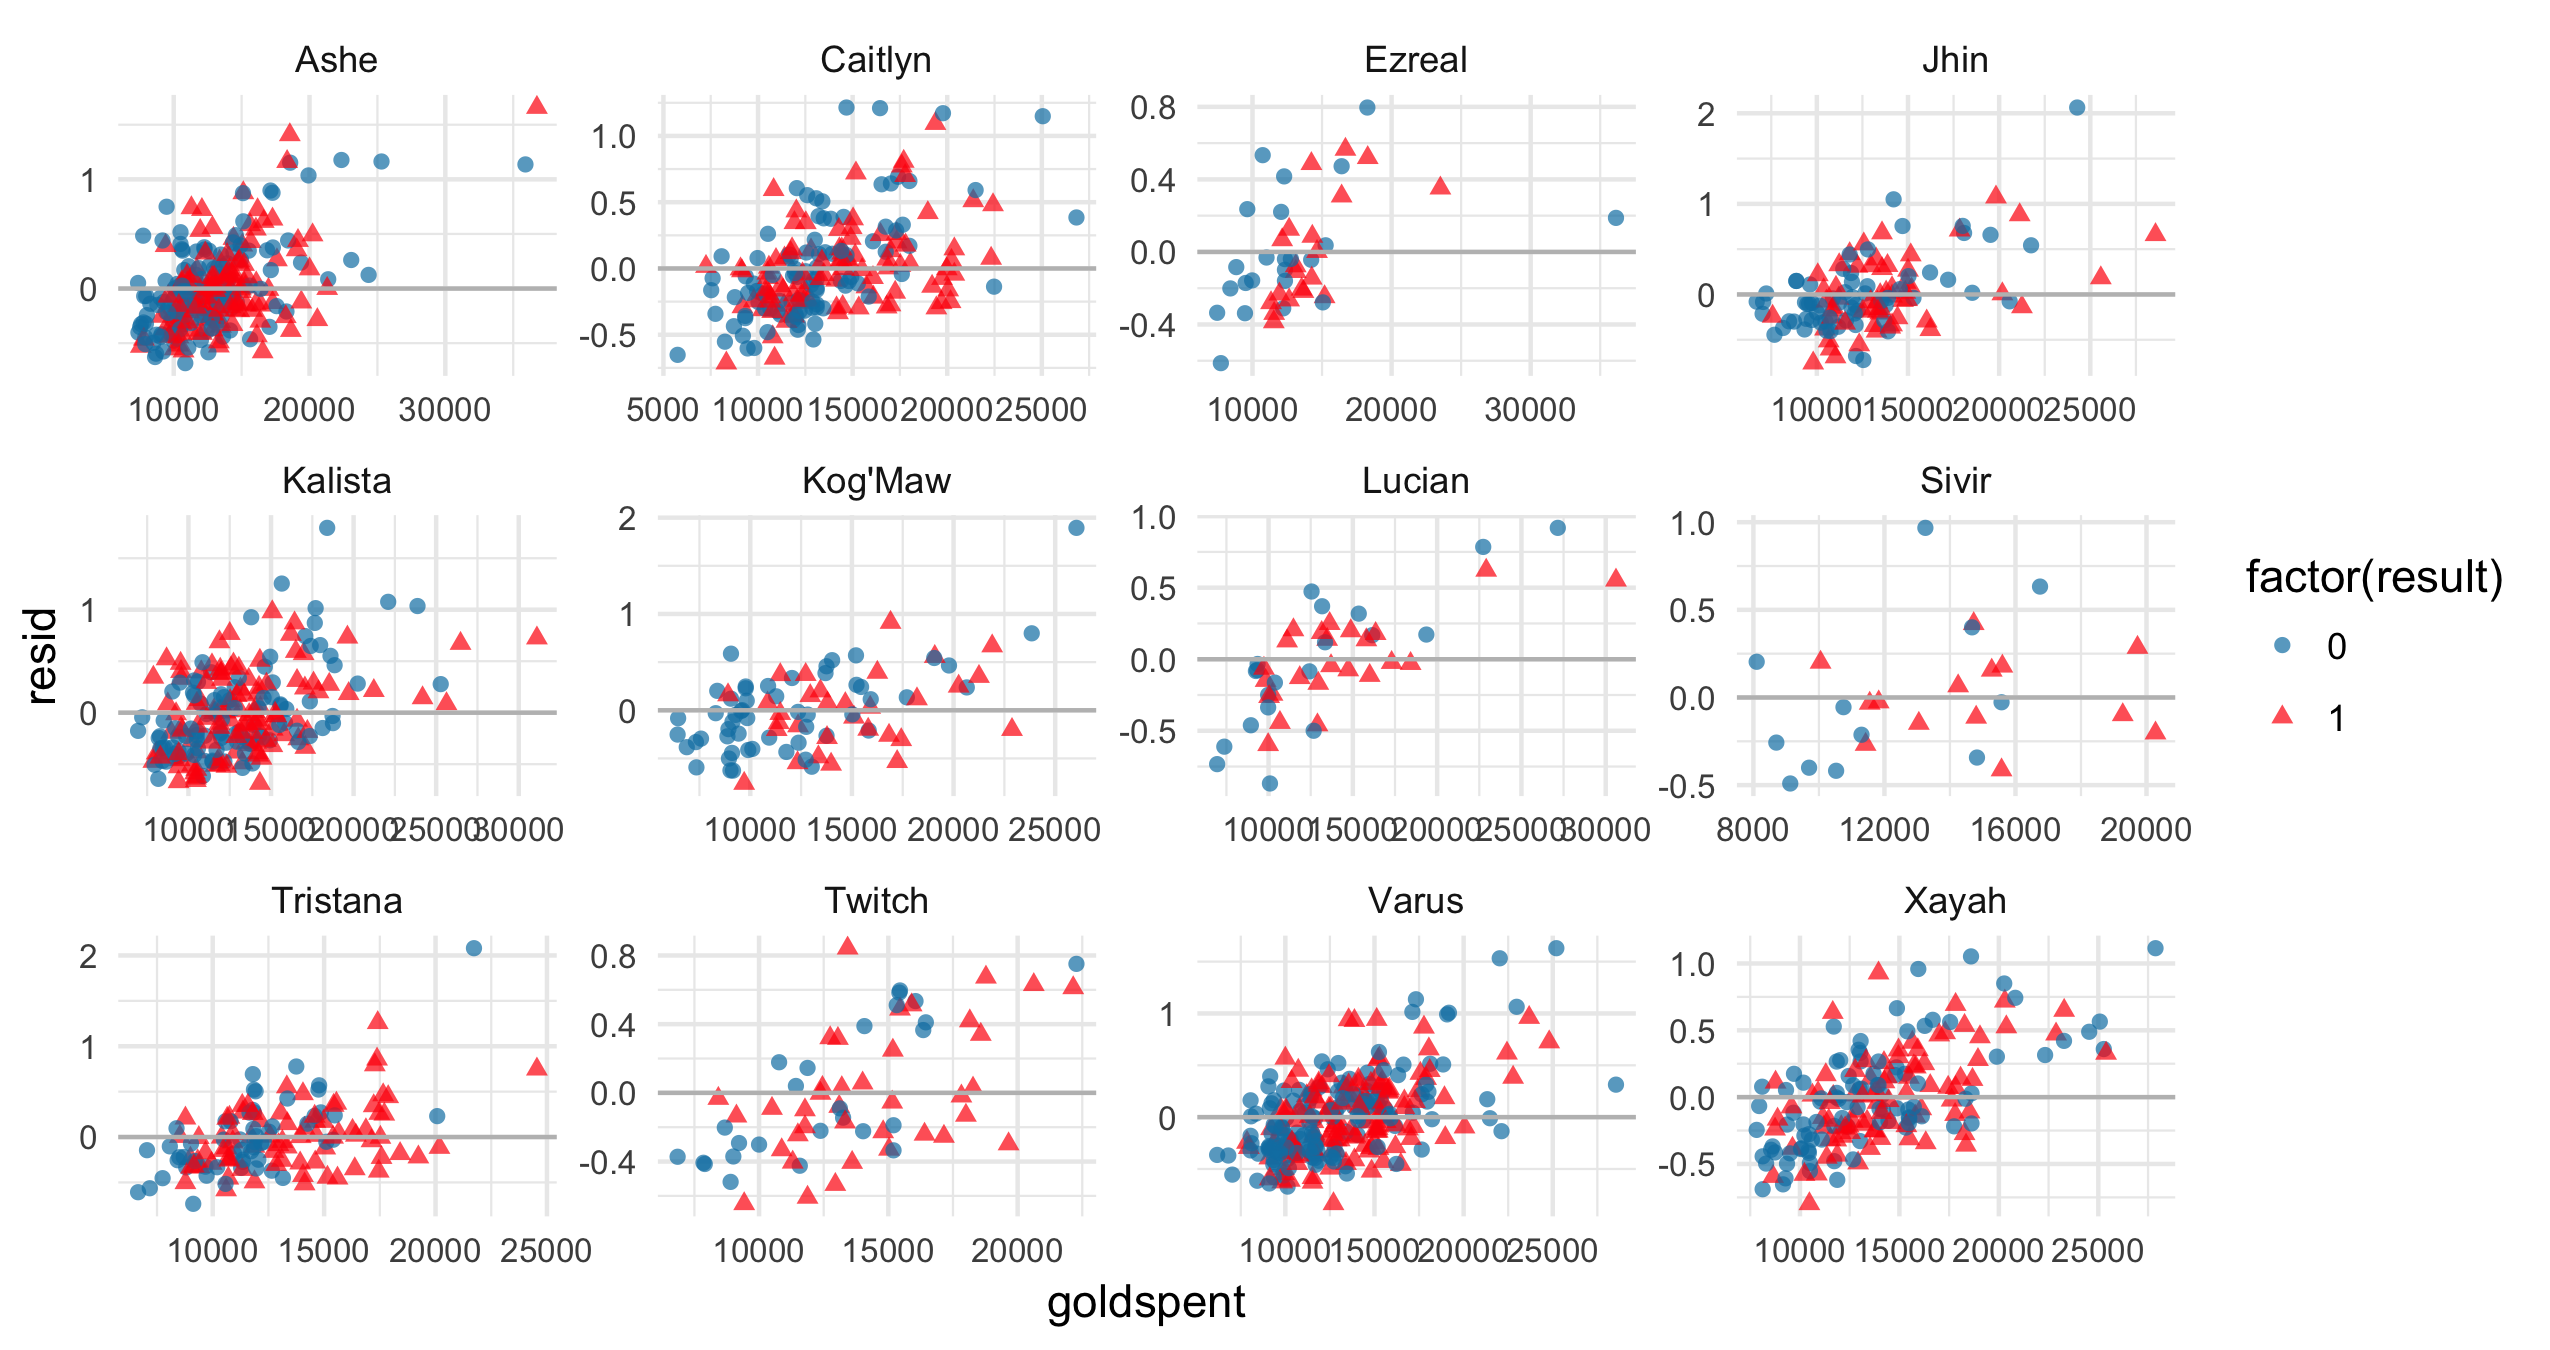 Ashe Caitlyn Ezreal Jhin
1
0
10000 20000 30000
1.0
0.5
0.0
-0.5
5000 10000 15000 20000 25000
0.8
0.4
0.0
-0.4
10000 20000 30000
2
1
0
10000 15000 20000 25000
Kalista Kog'Maw Lucian Sivir
1
0
10000 15000 20000 25000 30000
2
1
0
10000 15000 20000 25000
1.0
0.5
0.0
-0.5
10000 15000 20000 25000 30000
1.0
0.5
0.0
-0.5
8000 12000 16000 20000
Tristana Twitch Varus Xayah
2
1
0
10000 15000 20000 25000
0.8
0.4
0.0
-0.4
10000 15000 20000
1
0
10000 15000 20000 25000
1.0
0.5
0.0
-0.5
10000 15000 20000 25000
resid
goldspent
factor(result)
0
1